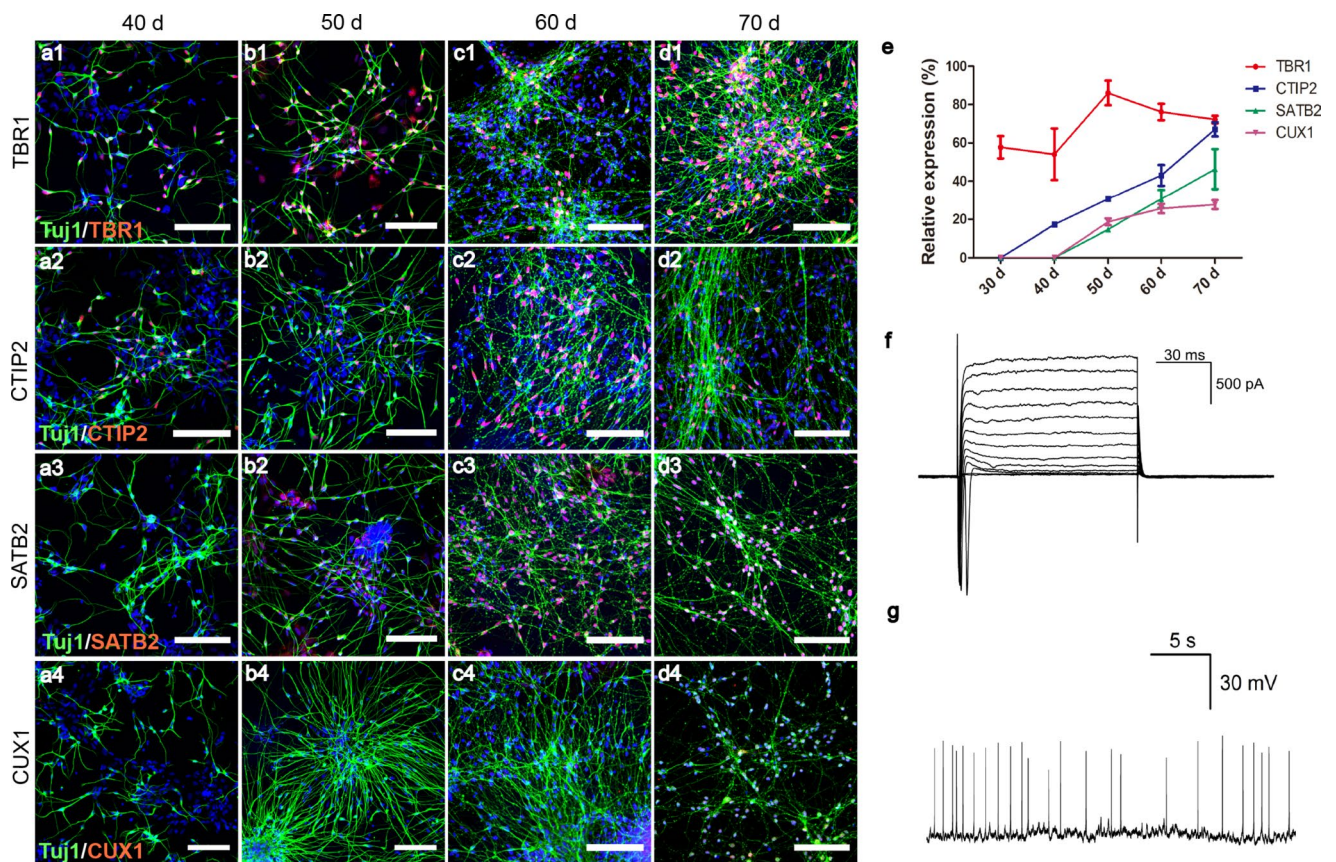 40 d
50 d
60 d
70 d
TBR1
a1
Tuj1/TBR1
b1
c1
d1
CTIP2
a2
Tuj1/CTIP2
b2
c2
d2
SATB2
a3
Tuj1/SATB2
b2
c3
d3
CUX1
a4
Tuj1/CUX1
b4
c4
d4
e
Relative expression (%)
100
80
60
40
20
0
30 d
40 d
50 d
60 d
70 d
TBR1
CTIP2
SATB2
CUX1
f
30 ms
500 pA
g
5 s
30 mV